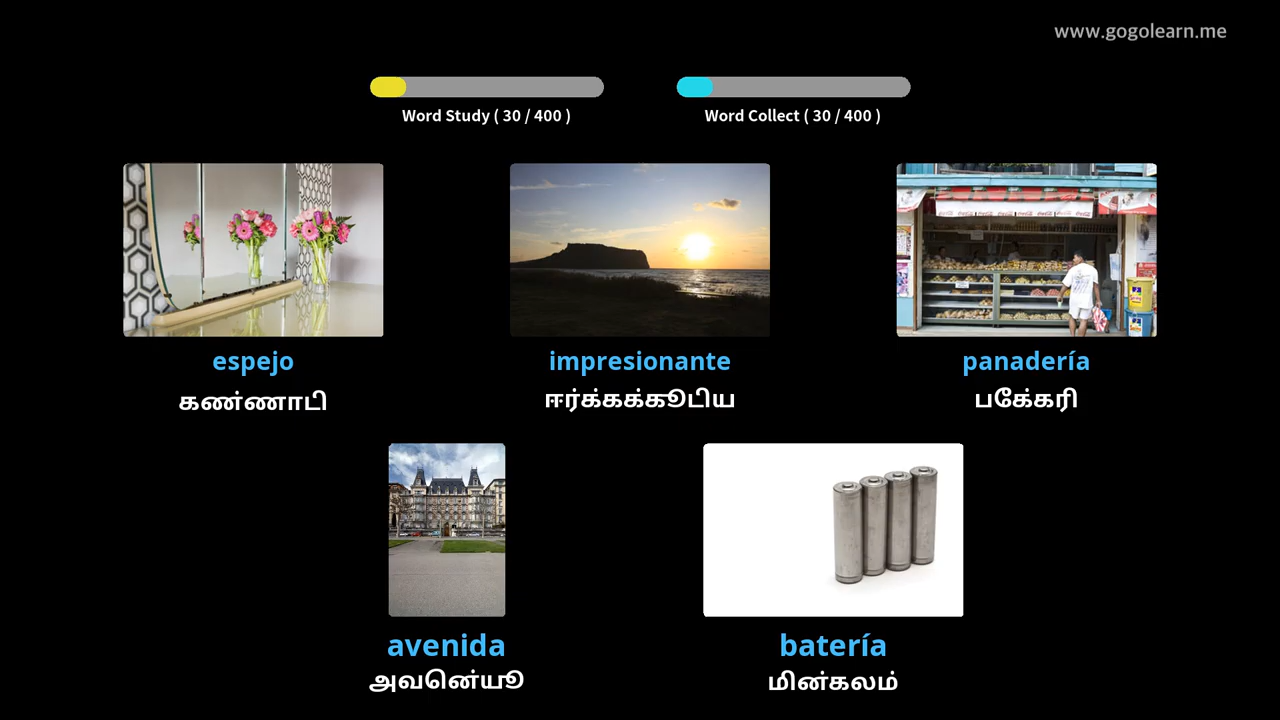 www.gogolearn.me
Word Study ( 30 / 400 )
Word Collect ( 30 / 400 )
espejo
impresionante
panadería
கண்ணாடி
ஈர்க்கக்கூடிய
பேக்கரி
avenida
batería
அவென்யூ
மின்கலம்